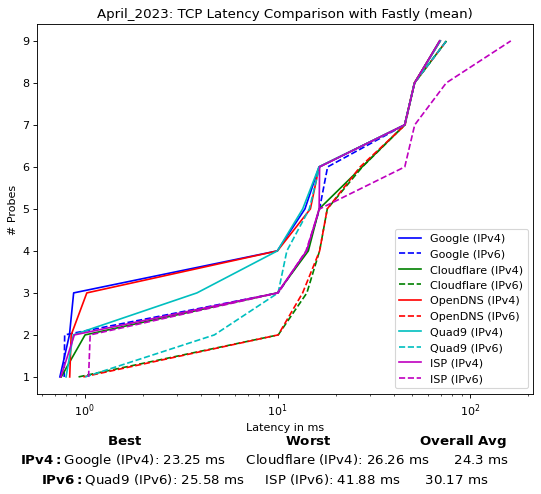 April_2023: TCP Latency Comparison with Fastly (mean)
# Probes
9
8
7
6
5
4
3
2
1
10⁰
10¹
10²
Latency in ms
Google (IPv4)
Google (IPv6)
Cloudflare (IPv4)
Cloudflare (IPv6)
OpenDNS (IPv4)
OpenDNS (IPv6)
Quad9 (IPv4)
Quad9 (IPv6)
ISP (IPv4)
ISP (IPv6)
Best Worst Overall Avg
IPv4: Google (IPv4): 23.25 ms Cloudflare (IPv4): 26.26 ms 24.3 ms
IPv6: Quad9 (IPv6): 25.58 ms ISP (IPv6): 41.88 ms 30.17 ms